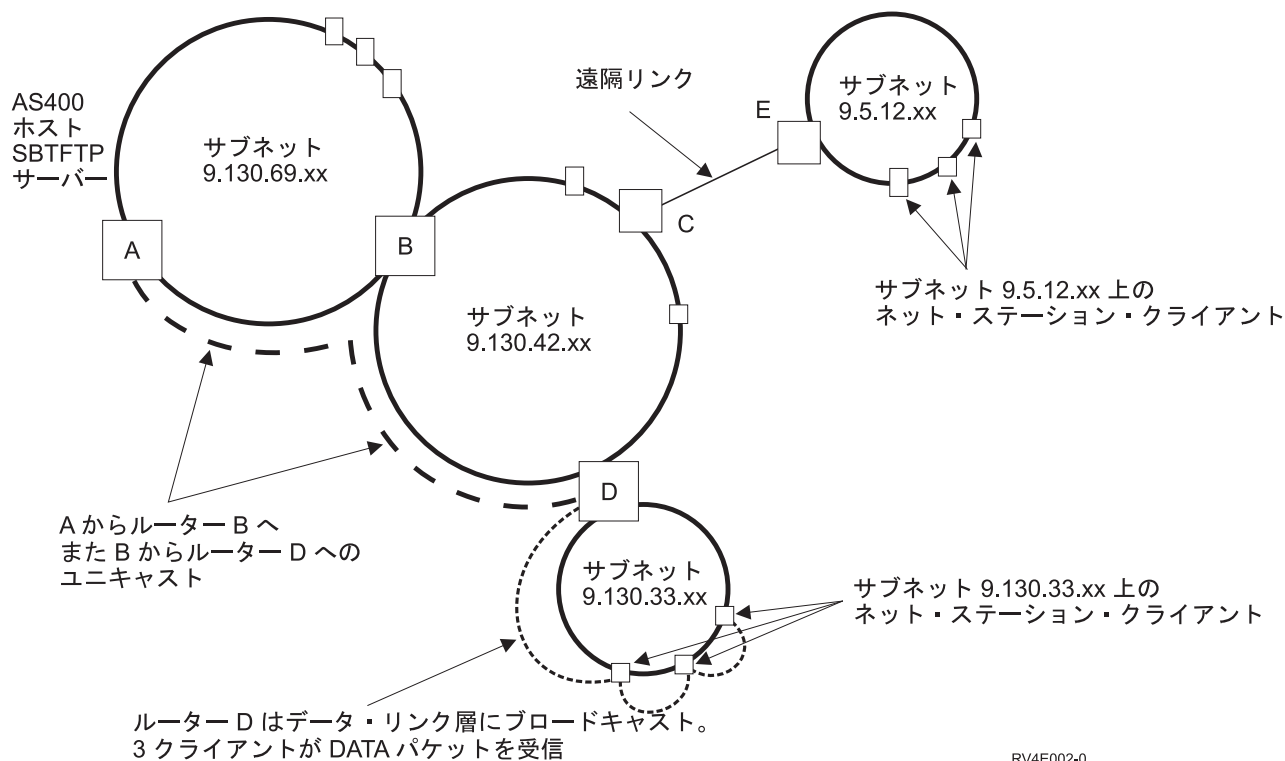 AS400
ホスト
SBTFTP
サーバー
サブネット
9.130.69.xx
A
B
遠隔リンク
E
サブネット
9.5.12.xx
C
サブネット 9.5.12.xx 上の
ネット・ステーション・クライアント
サブネット
9.130.42.xx
D
A からルーター B へ
また B からルーター D への
ユニキャスト
サブネット
9.130.33.xx
サブネット 9.130.33.xx 上の
ネット・ステーション・クライアント
ルーター D はデータ・リンク層にブロードキャスト。
3 クライアントが DATA パケットを受信
RV4F002-0